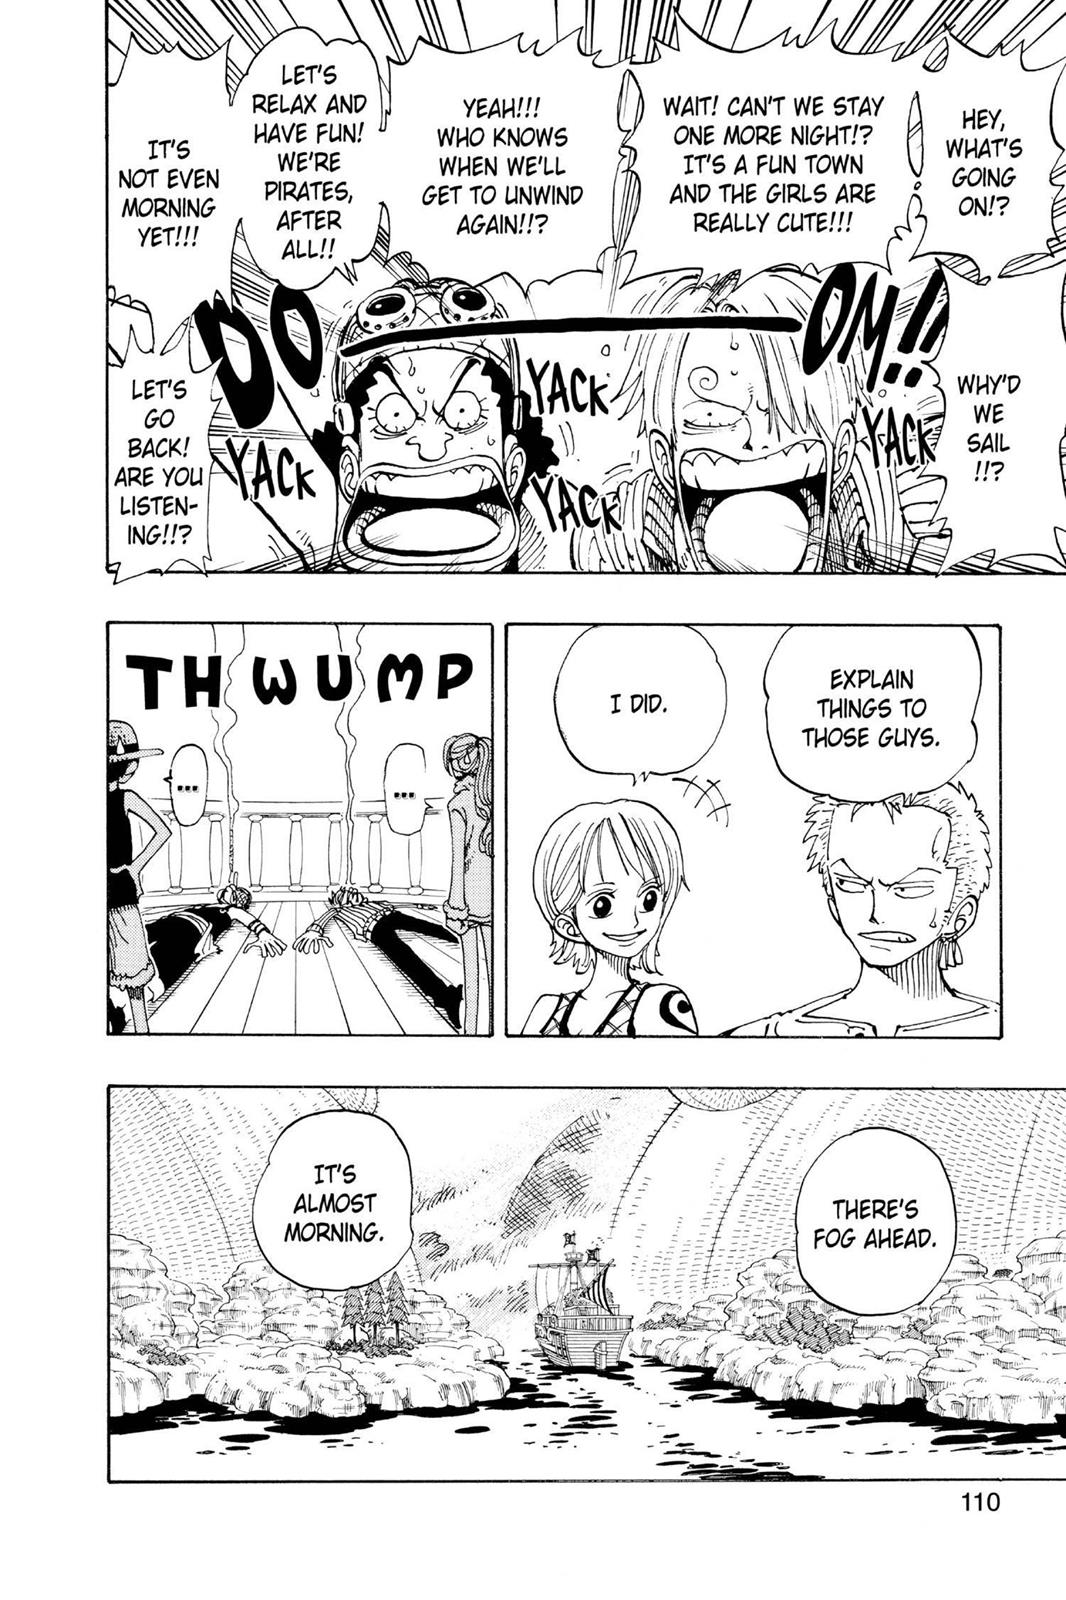 HEY,
WHAT'S
GOING
ON!?
WHY'D
WE
SAIL
!!?
WAIT! CAN'T WE STAY
ONE MORE NIGHT!?
IT'S A FUN TOWN
AND THE GIRLS ARE
REALLY CUTE!!!
YEAH!!!
WHO KNOWS
WHEN WE'LL
GET TO UNWIND
AGAIN!!?
LET'S
RELAX AND
HAVE FUN!
WE'RE
PIRATES,
AFTER
ALL!!
IT'S
NOT EVEN
MORNING
YET!!!
LET'S
GO
BACK!
ARE YOU
LISTEN-
ING!!?
DOOM!!
YACK
YACK
YACK
YACK
EXPLAIN
THINGS TO
THOSE GUYS.
I DID.
THWUMP
...
...
THERE'S
FOG AHEAD.
IT'S
ALMOST
MORNING.
110